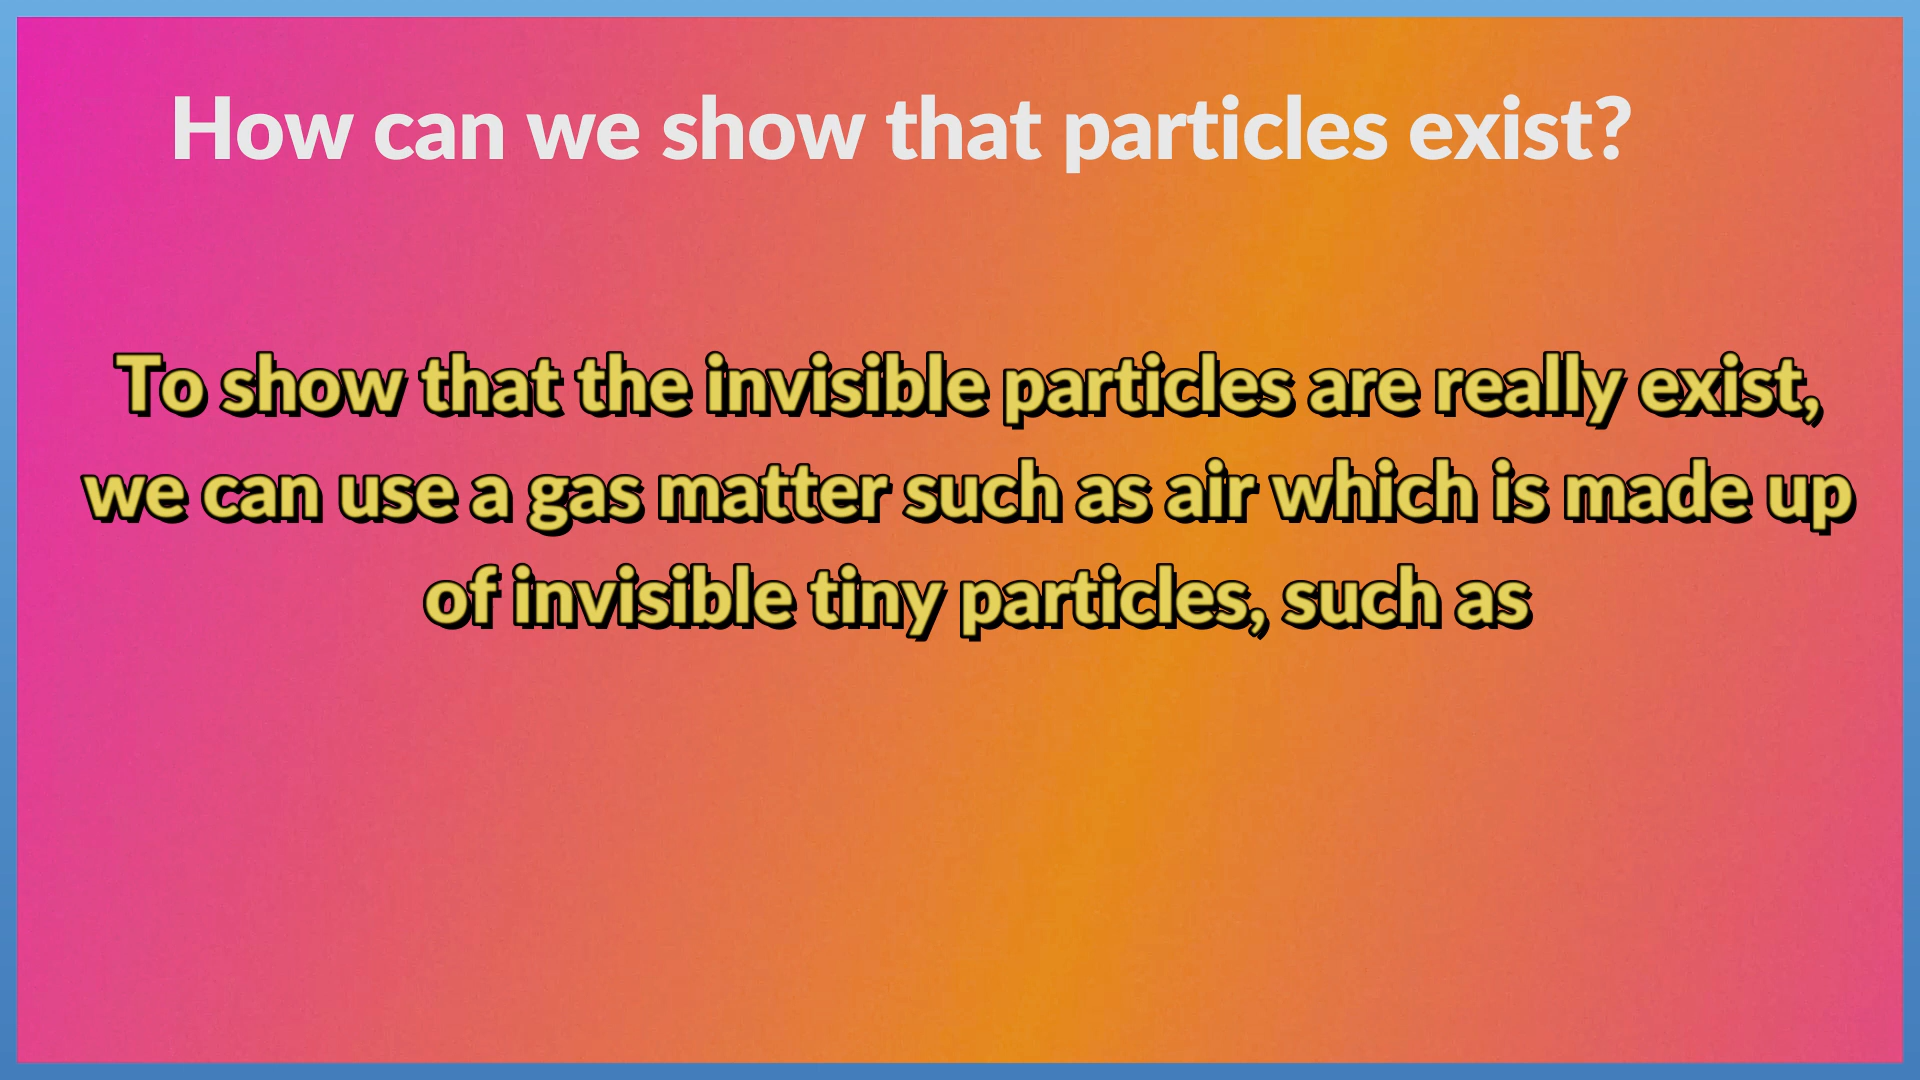 How can we show that particles exist?
To show that the invisible particles are really exist,
we can use a gas matter such as air which is made up
of invisible tiny particles, such as